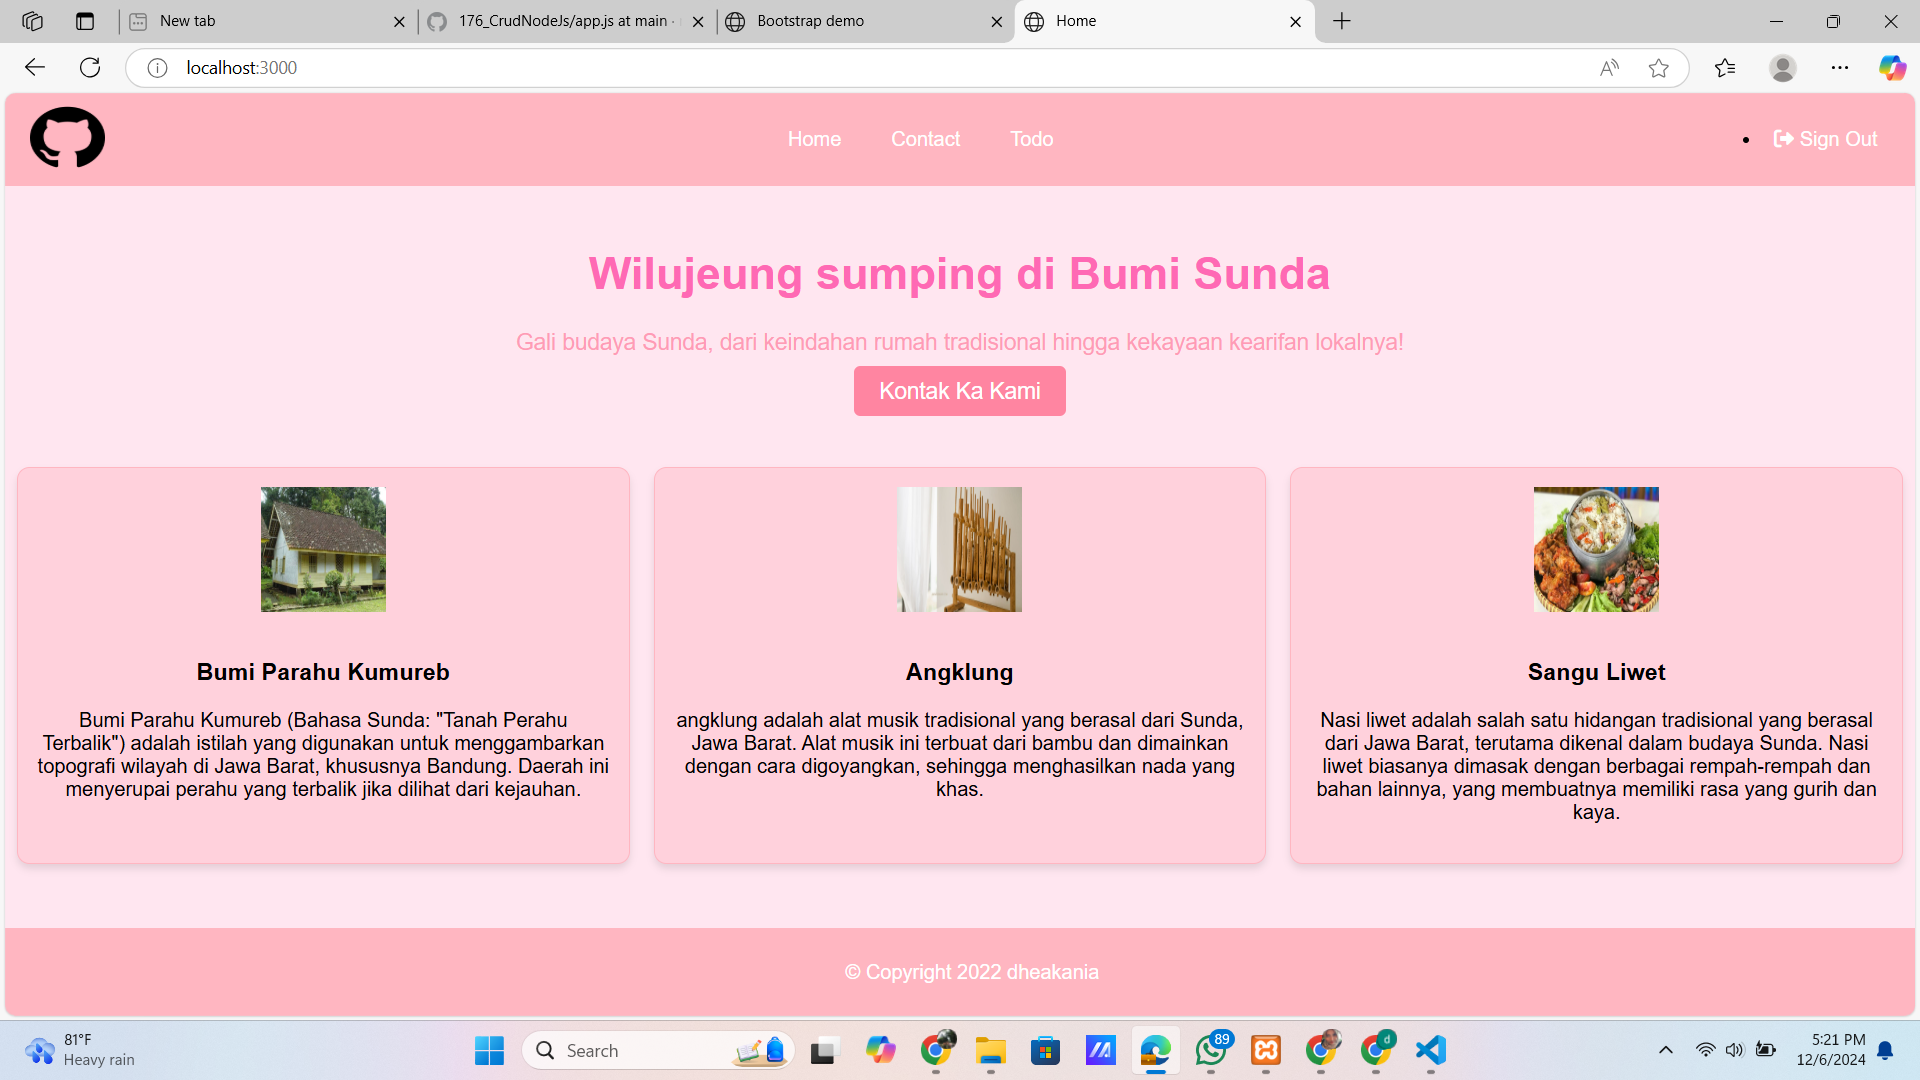 New tab
176_CrudNodeJs/app.js at main ·
Bootstrap demo
Home
localhost:3000
Home
Contact
Todo
Sign Out
Wilujeung sumping di Bumi Sunda
Gali budaya Sunda, dari keindahan rumah tradisional hingga kekayaan kearifan lokalnya!
Kontak Ka Kami
Bumi Parahu Kumureb
Bumi Parahu Kumureb (Bahasa Sunda: "Tanah Perahu
Terbalik") adalah istilah yang digunakan untuk menggambarkan
topografi wilayah di Jawa Barat, khususnya Bandung. Daerah ini
menyerupai perahu yang terbalik jika dilihat dari kejauhan.
Angklung
angklung adalah alat musik tradisional yang berasal dari Sunda,
Jawa Barat. Alat musik ini terbuat dari bambu dan dimainkan
dengan cara digoyangkan, sehingga menghasilkan nada yang
khas.
Sangu Liwet
Nasi liwet adalah salah satu hidangan tradisional yang berasal
dari Jawa Barat, terutama dikenal dalam budaya Sunda. Nasi
liwet biasanya dimasak dengan berbagai rempah-rempah dan
bahan lainnya, yang membuatnya memiliki rasa yang gurih dan
kaya.
© Copyright 2022 dheakania
81°F
Heavy rain
Search
89
d
5:21 PM
12/6/2024